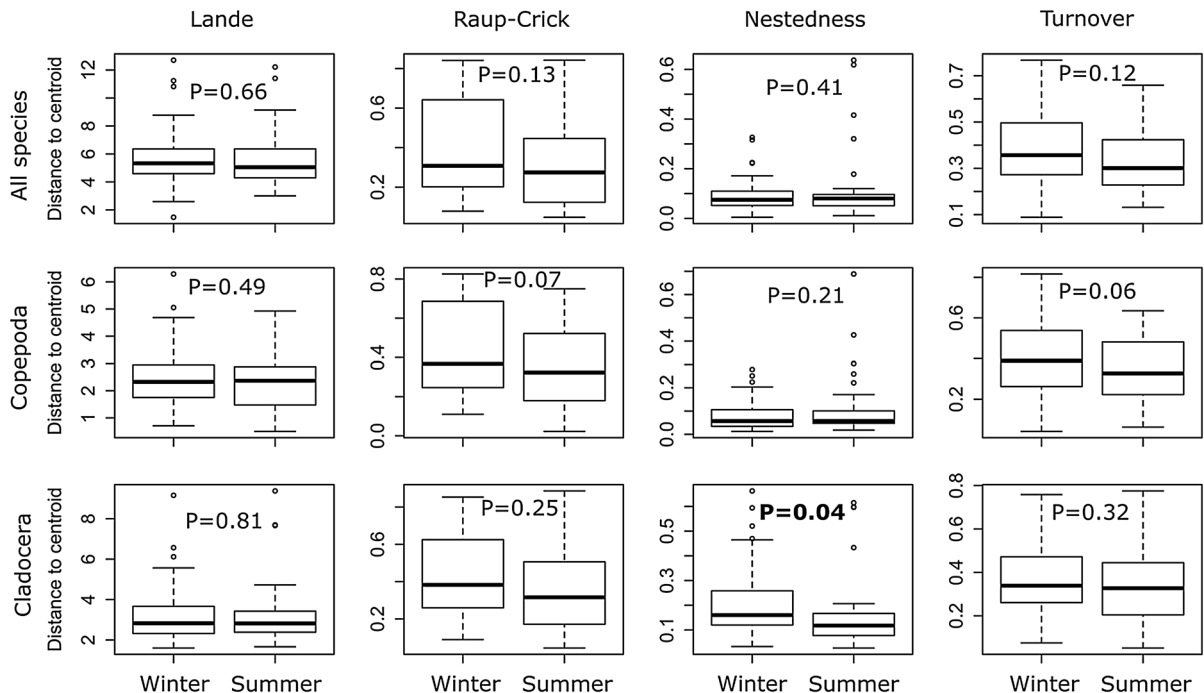 Lande Raup-Crick Nestedness Turnover
All species
Distance to centroid
12
10
8
6
4
2
P=0.66
0.6
0.2
P=0.13
0.6
0.4
0.2
0.0
P=0.41
0.7
0.5
0.3
0.1
P=0.12
Copepoda
Distance to centroid
6
5
4
3
2
1
P=0.49
0.8
0.4
0.0
P=0.07
0.6
0.4
0.2
0.0
P=0.21
0.6
0.2
P=0.06
Cladocera
Distance to centroid
8
6
4
2
P=0.81
0.6
0.2
P=0.25
0.5
0.3
0.1
P=0.04
0.8
0.6
0.4
0.2
P=0.32
Winter Summer Winter Summer Winter Summer Winter Summer